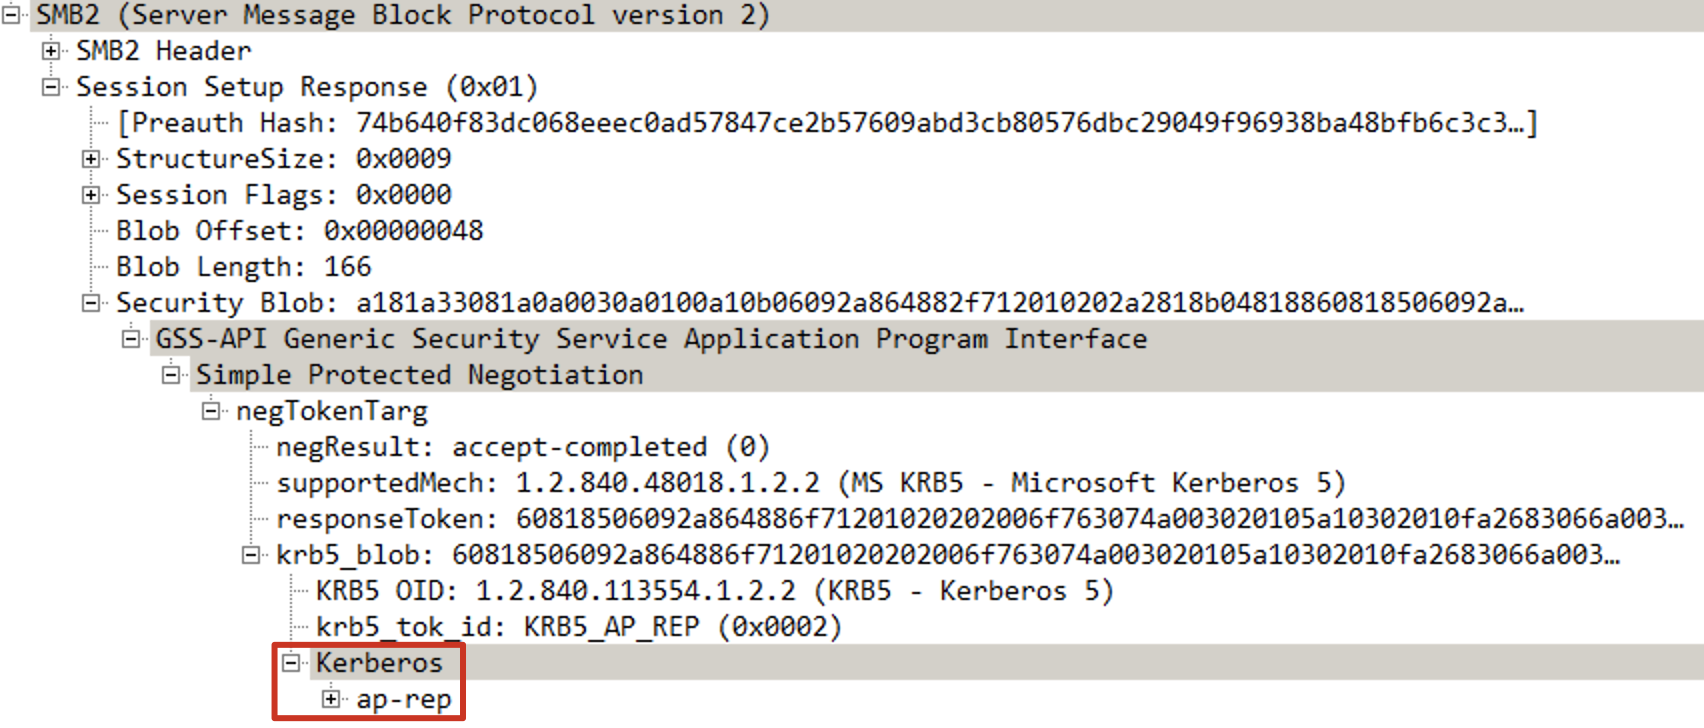 SMB2 (Server Message Block Protocol version 2)
SMB2 Header
Session Setup Response (0x01)
[Preauth Hash: 74b640f83dc068eeec0ad57847ce2b57609abd3cb80576dbc29049f96938ba48bfb6c3c3…]
StructureSize: 0x0009
Session Flags: 0x0000
Blob Offset: 0x00000048
Blob Length: 166
Security Blob: a181a33081a0a0030a0100a10b06092a864882f712010202a2818b04818860818506092a…
GSS-API Generic Security Service Application Program Interface
Simple Protected Negotiation
negTokenTarg
negResult: accept-completed (0)
supportedMech: 1.2.840.48018.1.2.2 (MS KRB5 - Microsoft Kerberos 5)
responseToken: 60818506092a864886f71201020202006f763074a003020105a10302010fa2683066a003…
krb5_blob: 60818506092a864886f71201020202006f763074a003020105a10302010fa2683066a003…
KRB5 OID: 1.2.840.113554.1.2.2 (KRB5 - Kerberos 5)
krb5_tok_id: KRB5_AP_REP (0x0002)
Kerberos
ap-rep